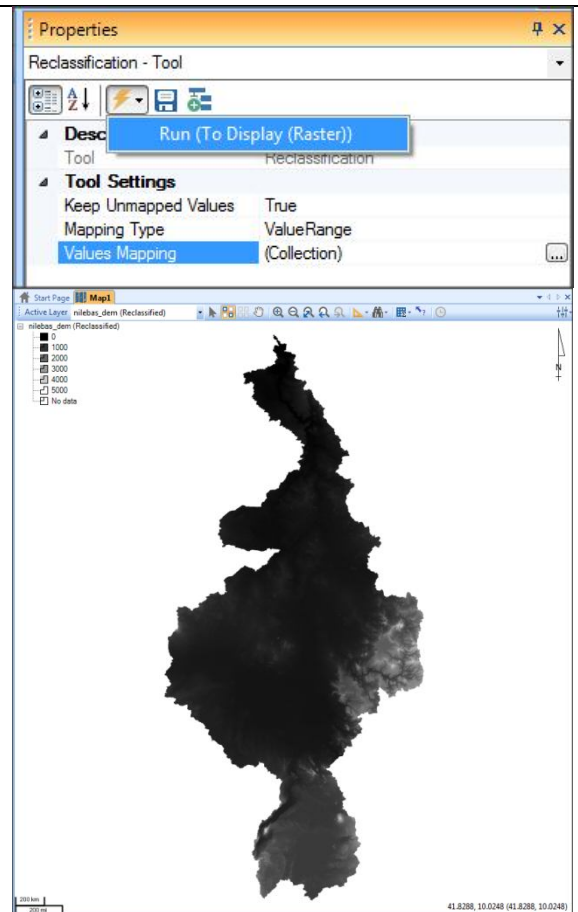 Properties
Reclassification - Tool
Run (To Display (Raster))
Desc
Tool Reclassification
Tool Settings
Keep Unmapped Values True
Mapping Type ValueRange
Values Mapping (Collection) ...
Start Page Map1
Active Layer nilebas_dem (Reclassified)
nilebas_dem (Reclassified)
0
1000
2000
3000
4000
5000
No data
N
200 km
200 mi
41.8288, 10.0248 (41.8288, 10.0248)